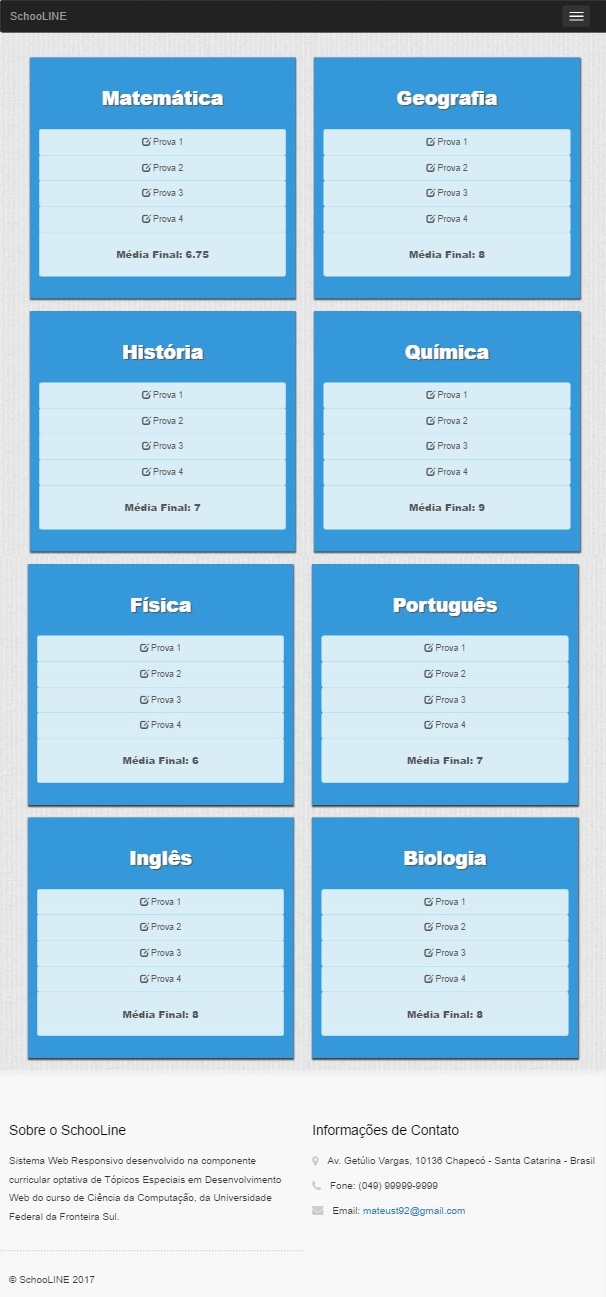 SchooLINE
Matemática
Prova 1
Prova 2
Prova 3
Prova 4
Média Final: 6.75
Geografia
Prova 1
Prova 2
Prova 3
Prova 4
Média Final: 8
História
Prova 1
Prova 2
Prova 3
Prova 4
Média Final: 7
Química
Prova 1
Prova 2
Prova 3
Prova 4
Média Final: 9
Física
Prova 1
Prova 2
Prova 3
Prova 4
Média Final: 6
Português
Prova 1
Prova 2
Prova 3
Prova 4
Média Final: 7
Inglês
Prova 1
Prova 2
Prova 3
Prova 4
Média Final: 8
Biologia
Prova 1
Prova 2
Prova 3
Prova 4
Média Final: 8
Sobre o SchooLine
Sistema Web Responsivo desenvolvido na componente
curricular optativa de Tópicos Especiais em Desenvolvimento
Web do curso de Ciência da Computação, da Universidade
Federal da Fronteira Sul.
Informações de Contato
Av. Getúlio Vargas, 10136 Chapecó - Santa Catarina - Brasil
Fone: (049) 99999-9999
Email: mateust92@gmail.com
© SchooLINE 2017